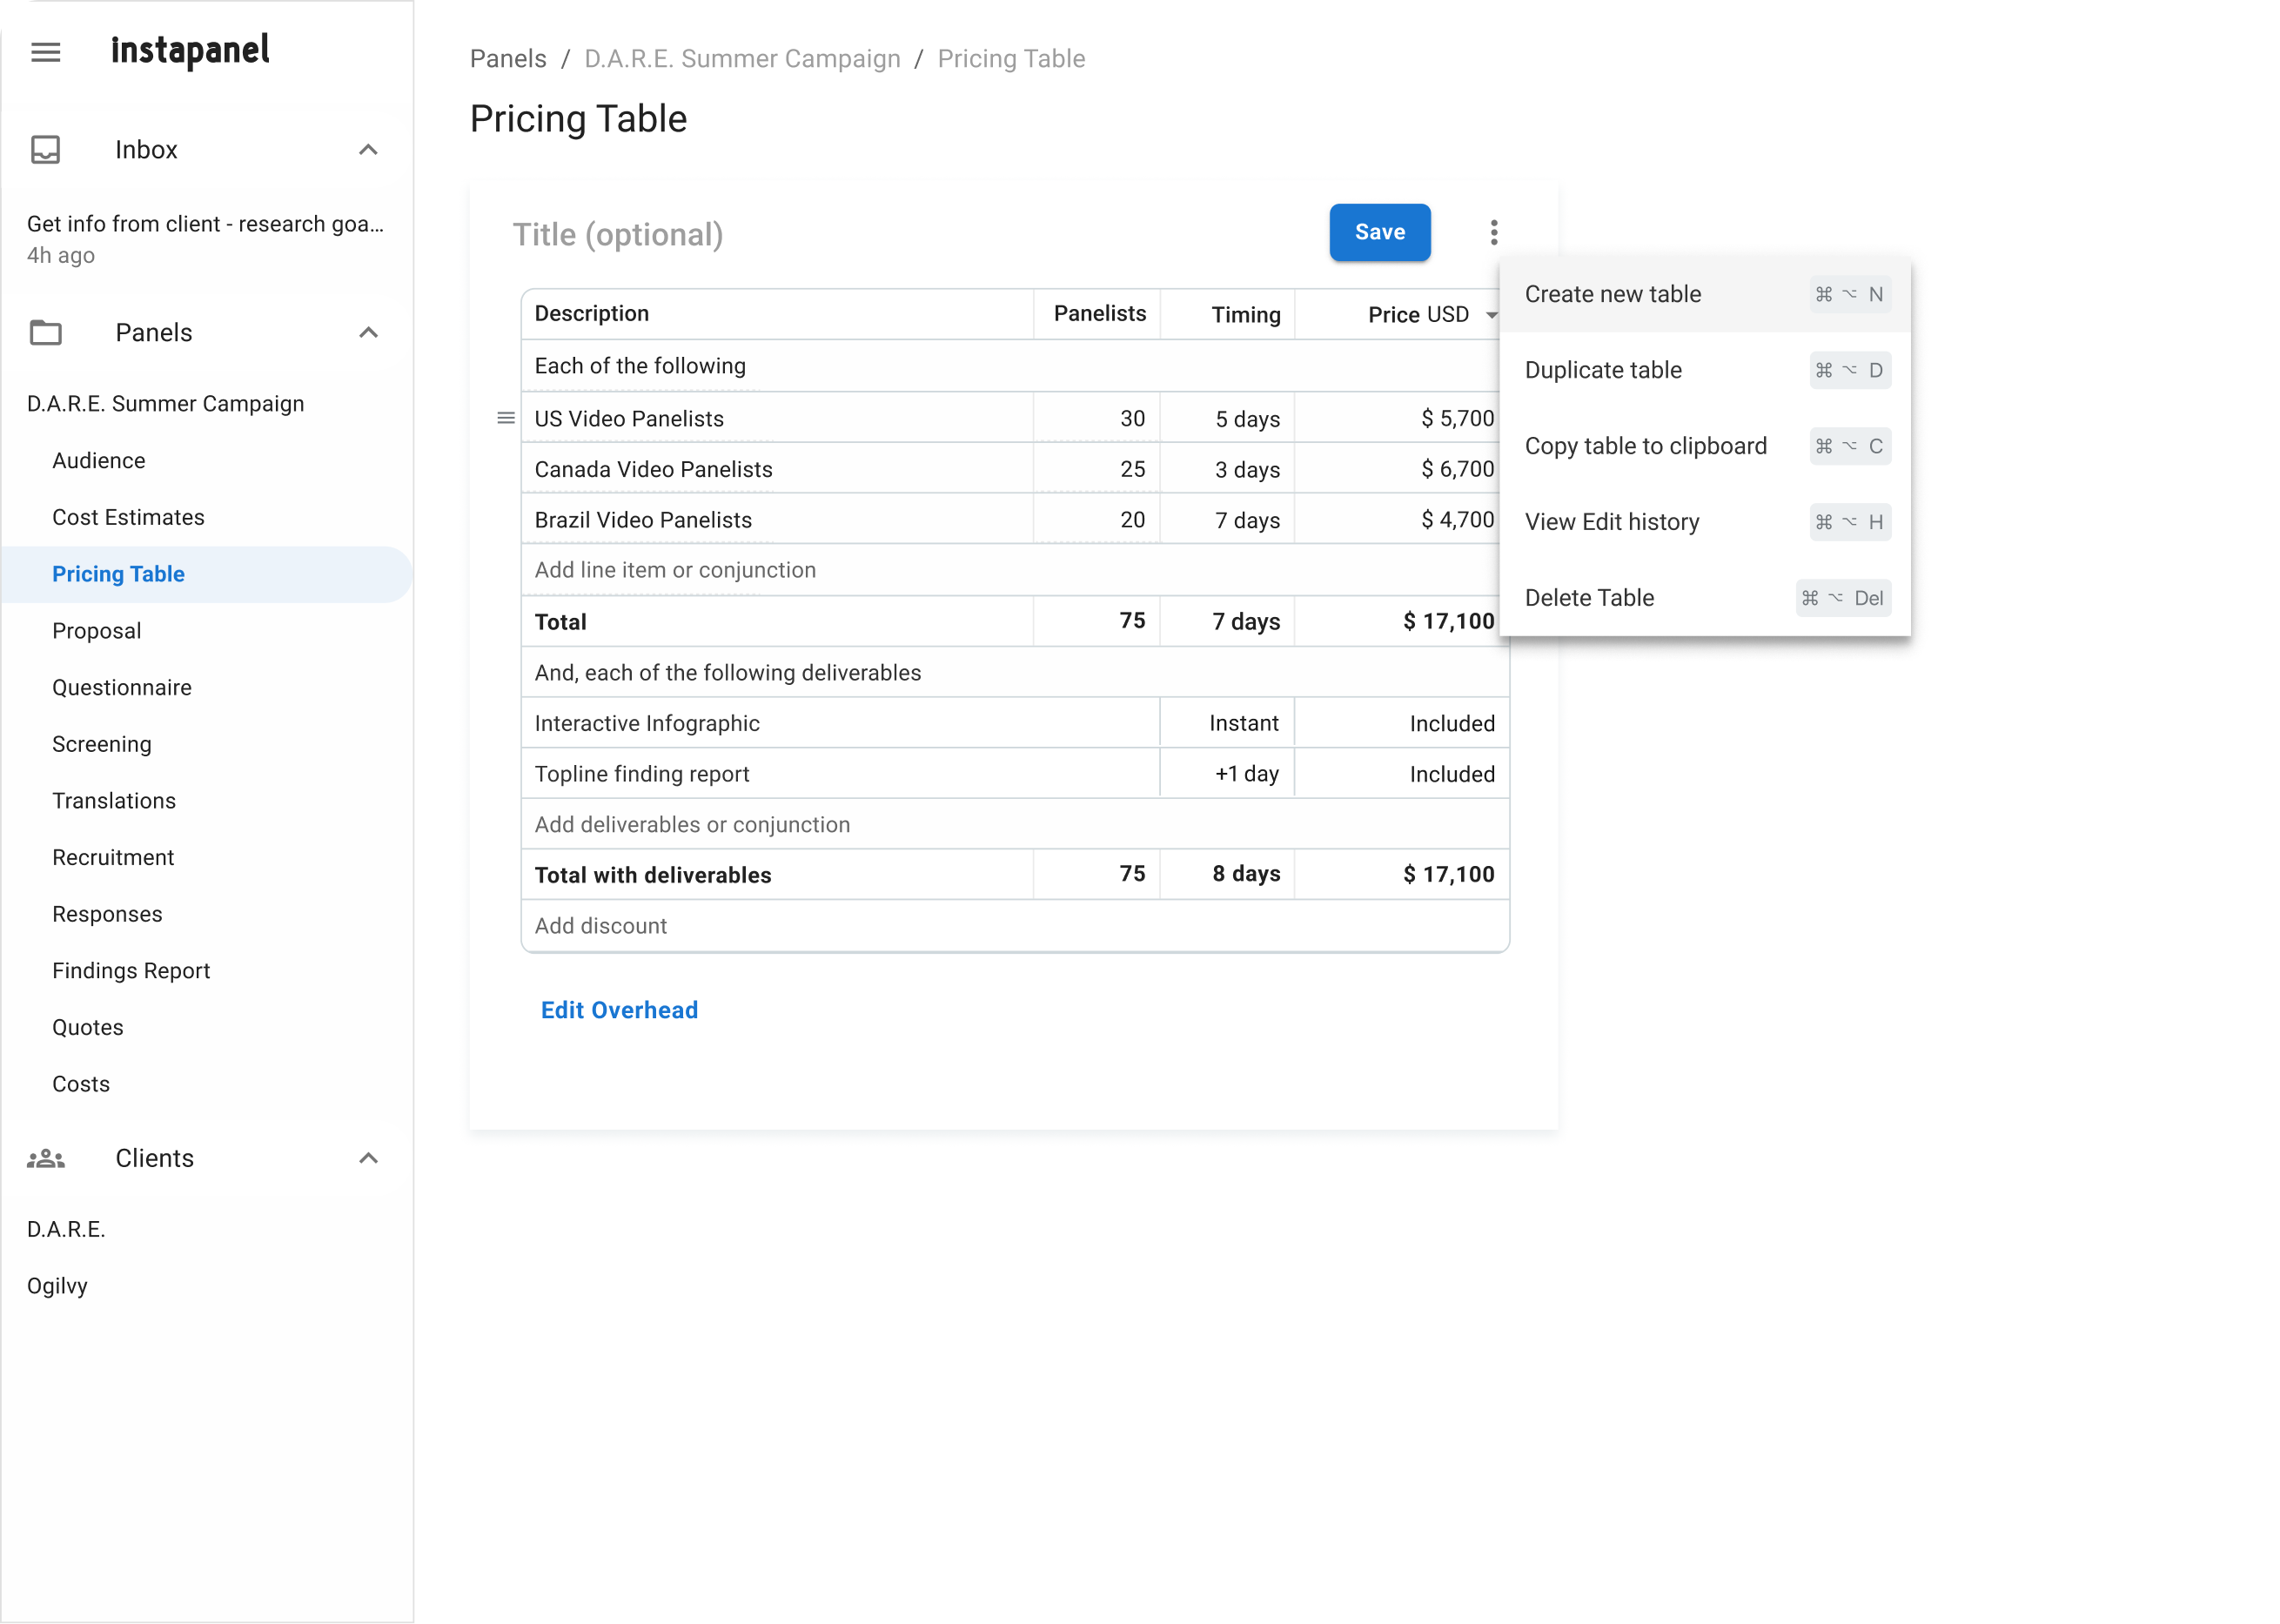 instapanel
Inbox
Get info from client - research goa...
4h ago
Panels
D.A.R.E. Summer Campaign
Audience
Cost Estimates
Pricing Table
Proposal
Questionnaire
Screening
Translations
Recruitment
Responses
Findings Report
Quotes
Costs
Clients
D.A.R.E.
Ogilvy
Panels / D.A.R.E. Summer Campaign / Pricing Table
Pricing Table
Title (optional)
Save
Description Panelists Timing Price USD
Each of the following
US Video Panelists 30 5 days $ 5,700
Canada Video Panelists 25 3 days $ 6,700
Brazil Video Panelists 20 7 days $ 4,700
Add line item or conjunction
Total 75 7 days $ 17,100
And, each of the following deliverables
Interactive Infographic Instant Included
Topline finding report +1 day Included
Add deliverables or conjunction
Total with deliverables 75 8 days $ 17,100
Add discount
Edit Overhead
Create new table ⌘ ⌥ N
Duplicate table ⌘ ⌥ D
Copy table to clipboard ⌘ ⌥ C
View Edit history ⌘ ⌥ H
Delete Table ⌘ ⌥ Del